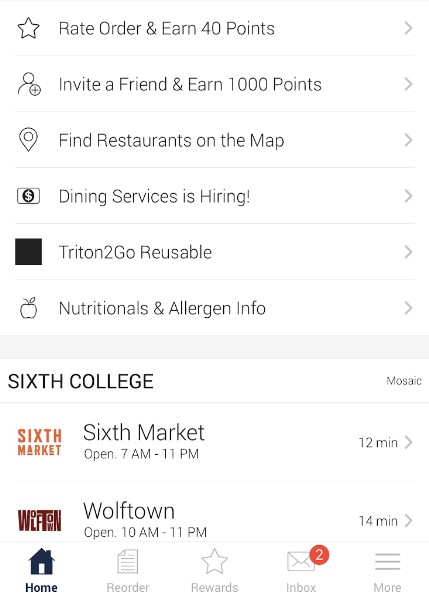 Rate Order & Earn 40 Points
Invite a Friend & Earn 1000 Points
Find Restaurants on the Map
Dining Services is Hiring!
Triton2Go Reusable
Nutritionals & Allergen Info
SIXTH COLLEGE
Mosaic
SIXTH
MARKET
Sixth Market
Open. 7 AM - 11 PM
12 min
WOLFTOWN
Wolftown
Open. 10 AM - 11 PM
14 min
2
Home
Reorder
Rewards
Inbox
More